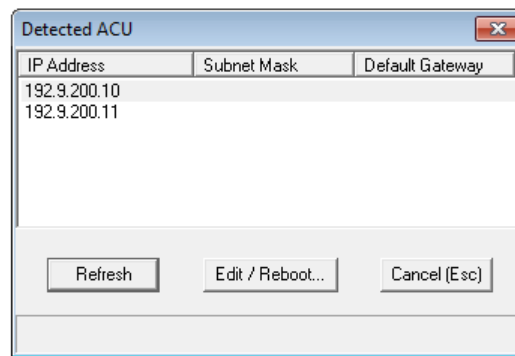 Detected ACU
IP Address Subnet Mask Default Gateway
192.9.200.10
192.9.200.11
Refresh Edit / Reboot... Cancel (Esc)